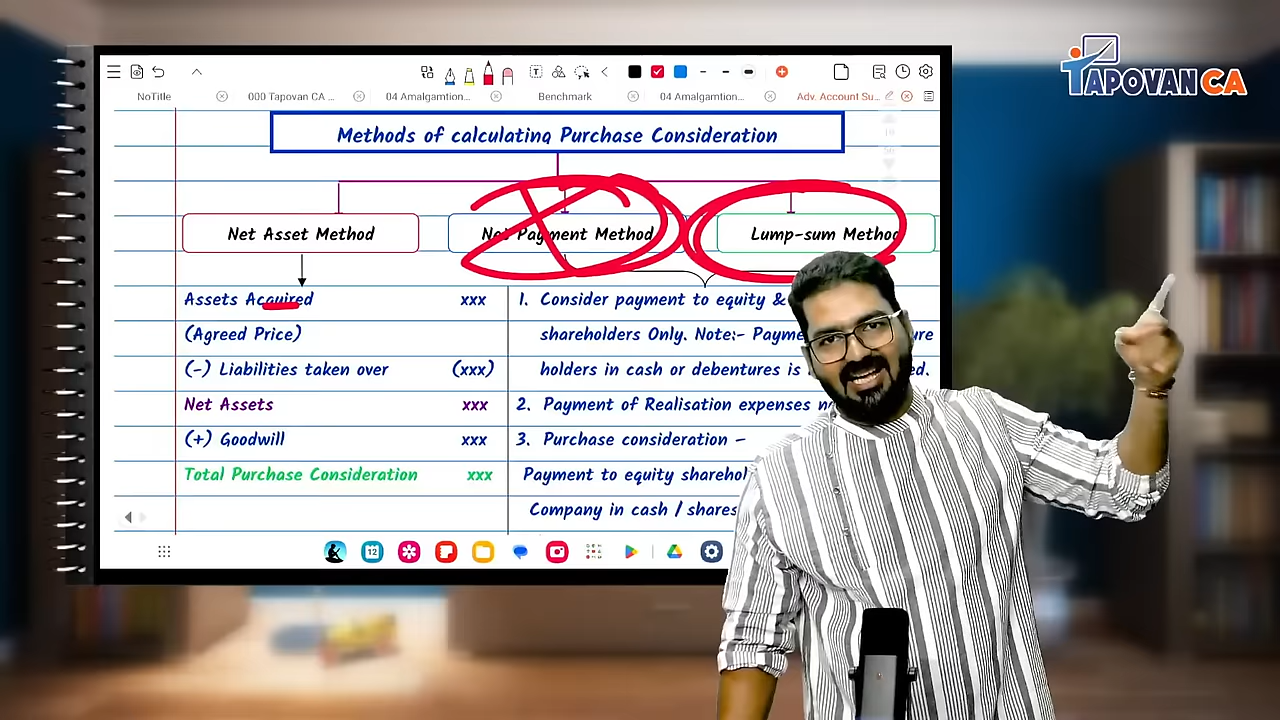 TAPOVAN CA
NoTitle
000 Tapovan CA ...
04 Amalgamtion...
Benchmark
04 Amalgamtion...
Adv. Account Su...
Methods of calculating Purchase Consideration
Net Asset Method
Net Payment Method
Lump-sum Method
Assets Acquired xxx
(Agreed Price)
(-) Liabilities taken over (xxx)
Net Assets xxx
(+) Goodwill xxx
Total Purchase Consideration xxx
1. Consider payment to equity &
shareholders Only. Note:-
holders in cash or debentures is
2. Payment of Realisation expenses
3. Purchase consideration –
Payment to equity
Company in cash / shares
12